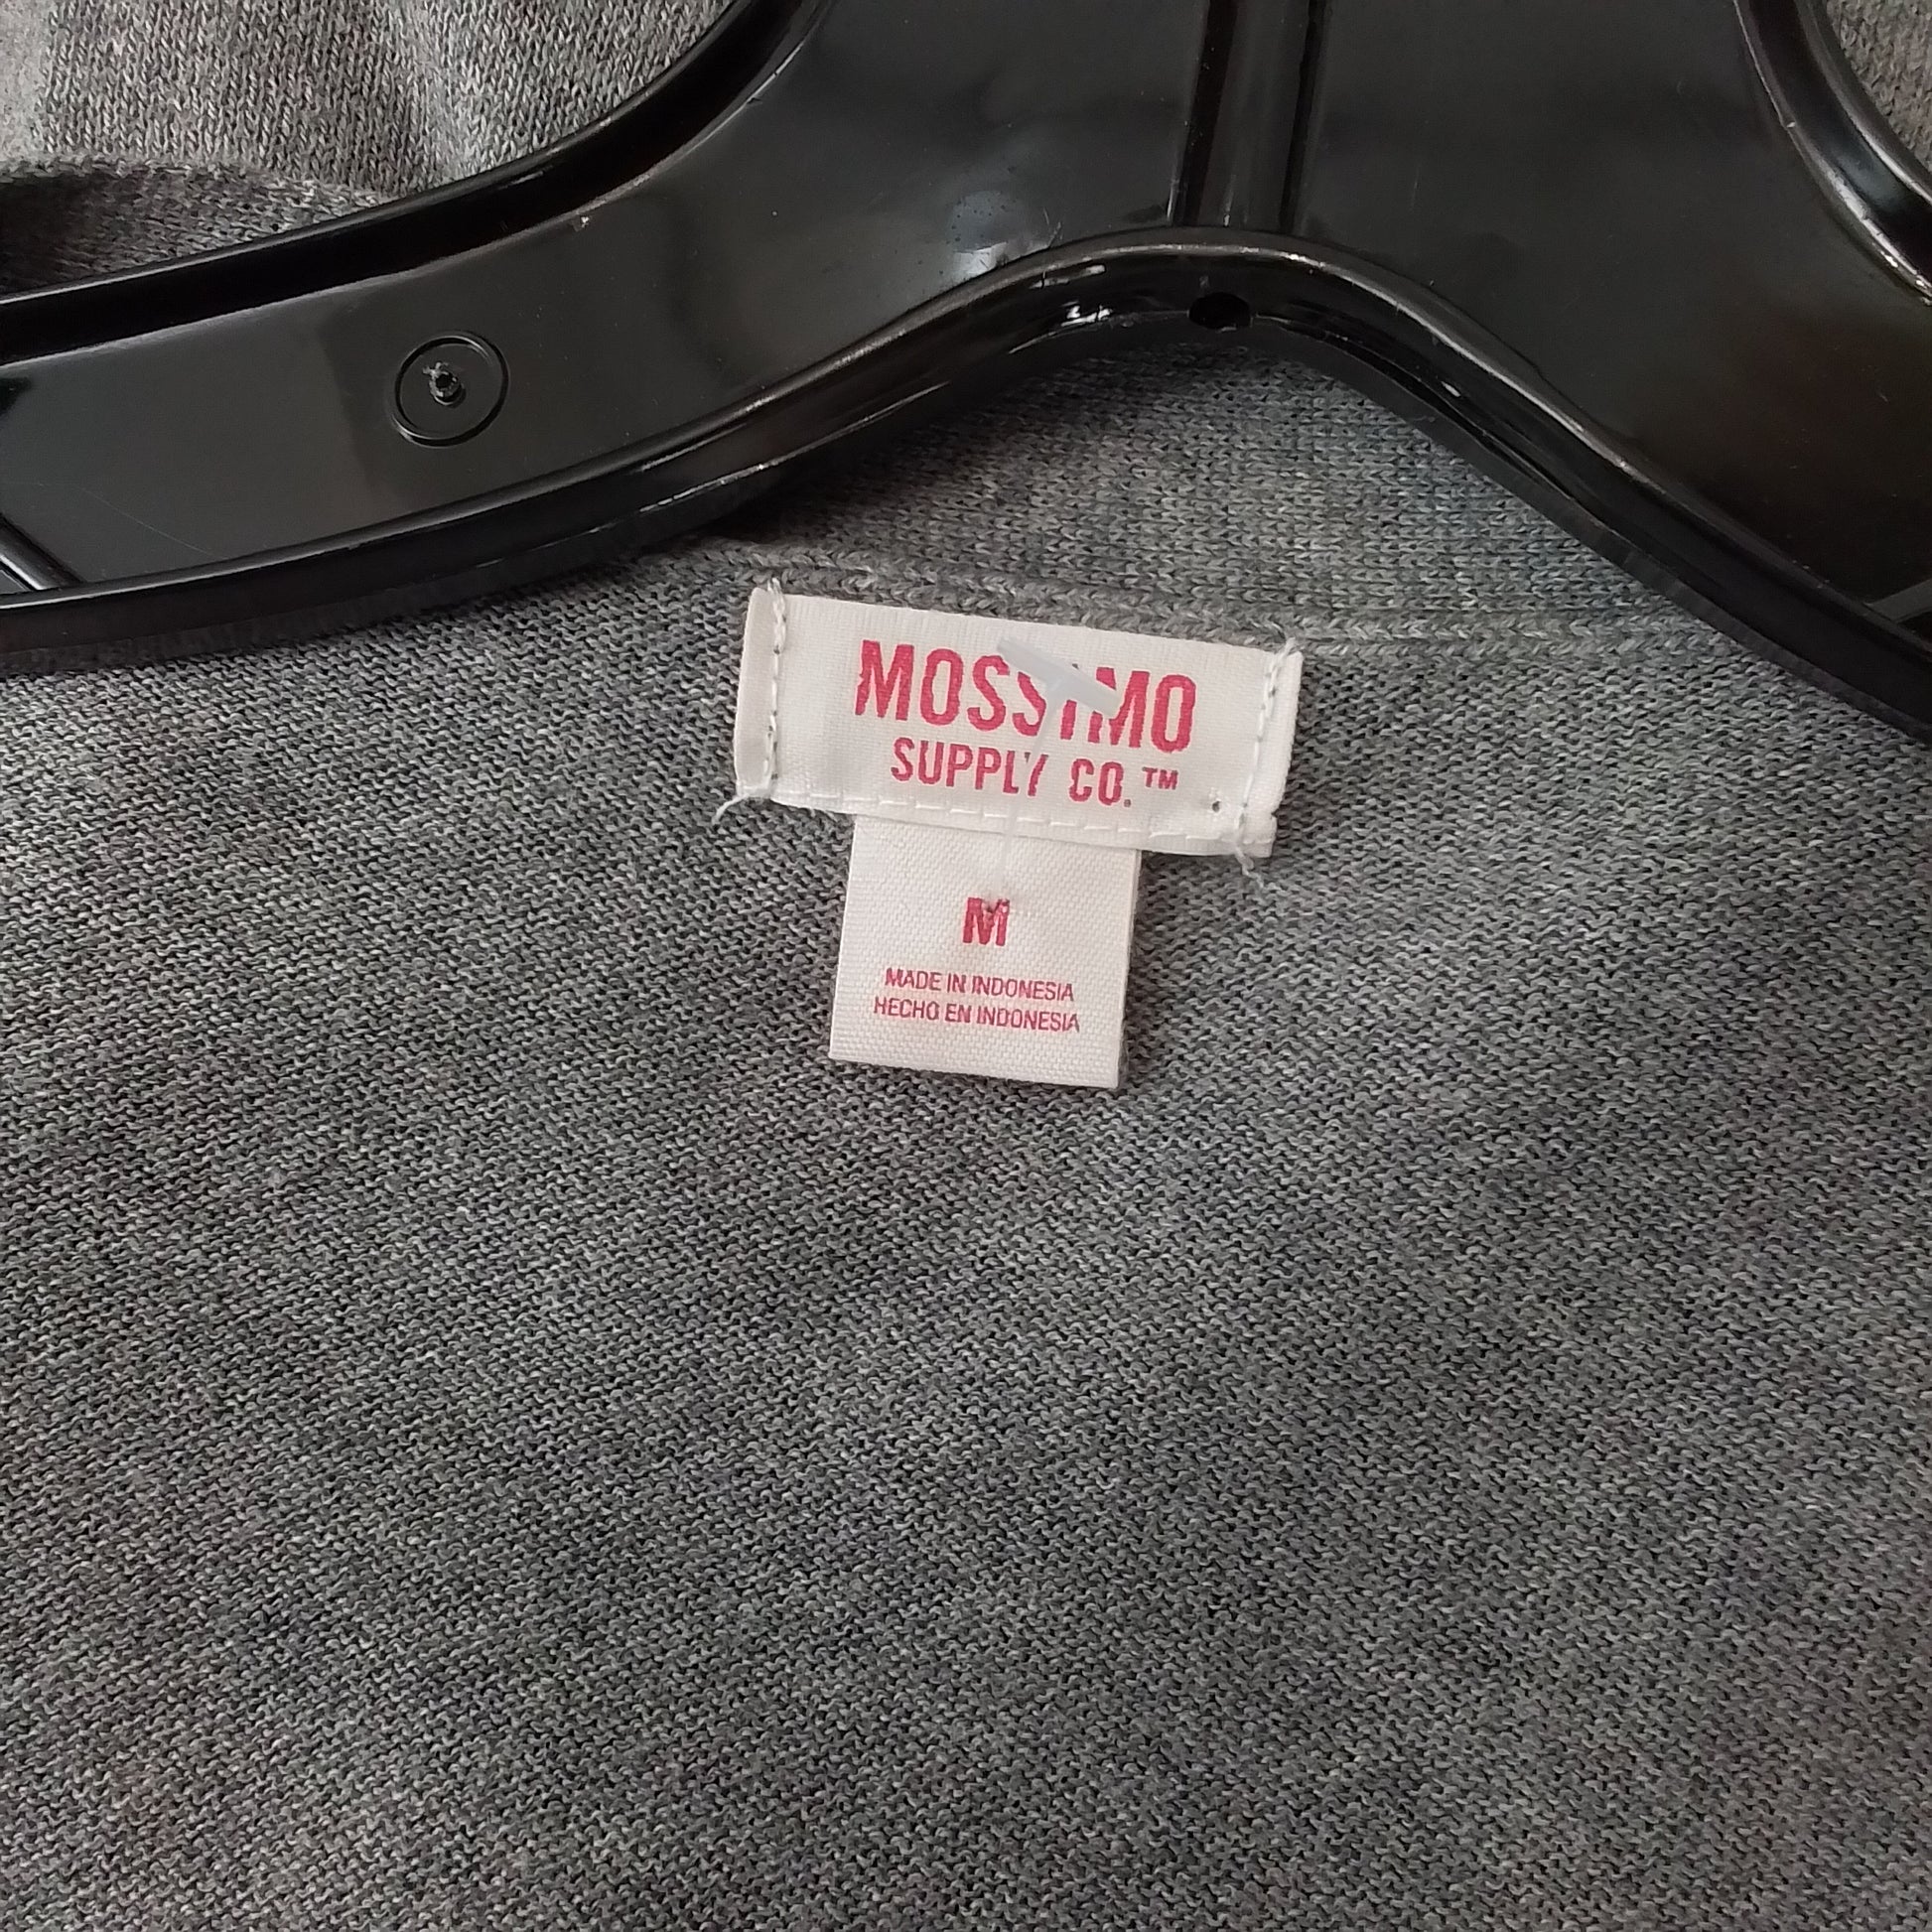 MOSSIMO
SUPPLY CO.™
M
MADE IN INDONESIA
HECHO EN INDONESIA